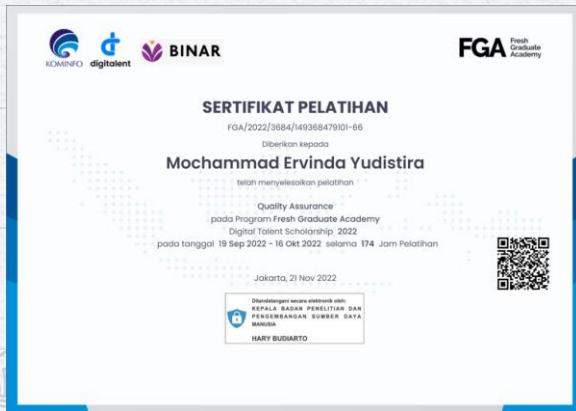 KOMINFO
digitalent
BINAR
FGA Fresh Graduate Academy
SERTIFIKAT PELATIHAN
FGA/2022/3684/149368479101-66
Diberikan kepada
Mochammad Ervinda Yudistira
telah menyelesaikan pelatihan
Quality Assurance
pada Program Fresh Graduate Academy
Digital Talent Scholarship 2022
pada tanggal 19 Sep 2022 - 16 Okt 2022 selama 174 Jam Pelatihan
Jakarta, 21 Nov 2022
Ditandatangani secara elektronik oleh:
KEPALA BADAN PENELITIAN DAN
PENGEMBANGAN SUMBER DAYA
MANUSIA
HARY BUDIARTO